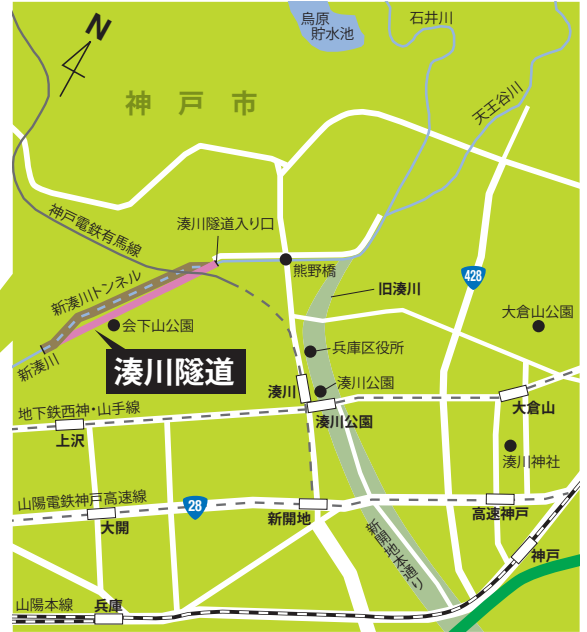 N
烏原
貯水池
石井川
天王谷川
神戸市
神戸電鉄有馬線
湊川隧道入り口
熊野橋
428
新湊川トンネル
旧湊川
大倉山公園
会下山公園
新湊川
兵庫区役所
湊川隧道
湊川
湊川公園
大倉山
地下鉄西神・山手線
湊川公園
上沢
湊川神社
山陽電鉄神戸高速線
28
大開
新開地
高速神戸
新開地本通り
神戸
山陽本線
兵庫